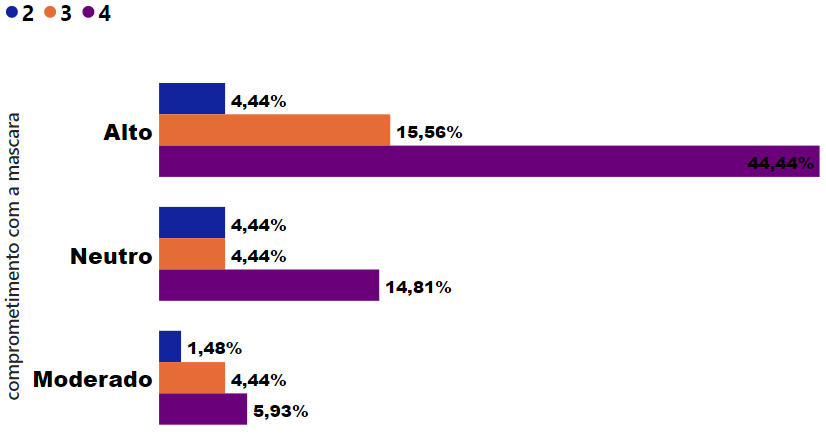 2 3 4
comprometimento com a mascara
Alto
4,44%
15,56%
44,44%
Neutro
4,44%
4,44%
14,81%
Moderado
1,48%
4,44%
5,93%